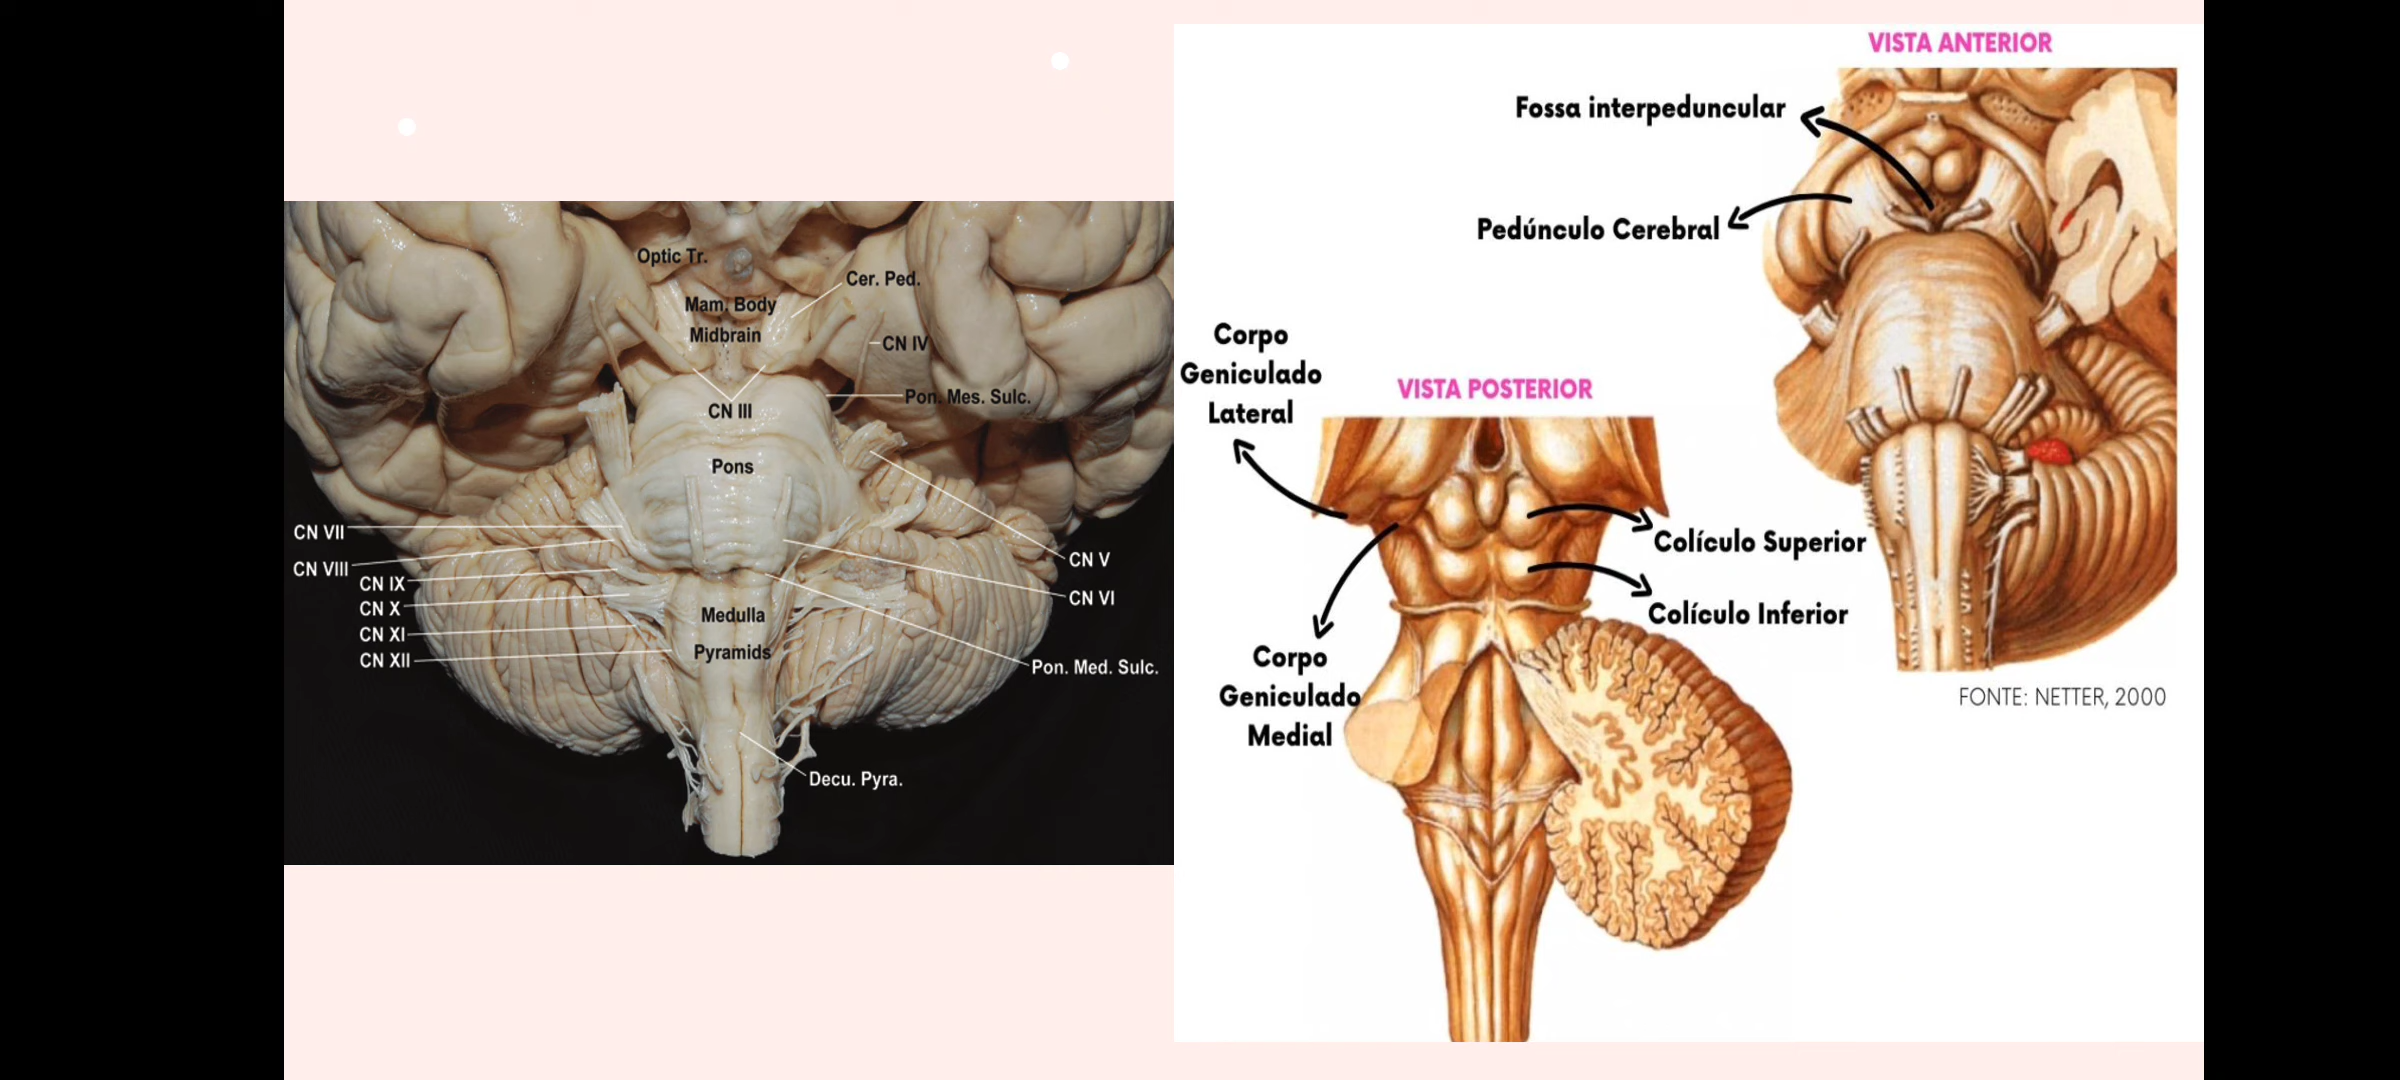 Optic Tr.
Cer. Ped.
Mam. Body
Midbrain
CN IV
Pon. Mes. Sulc.
CN III
Pons
CN VII
CN VIII
CN IX
CN X
CN XI
CN XII
CN V
CN VI
Medulla
Pyramids
Pon. Med. Sulc.
Decu. Pyra.
VISTA ANTERIOR
Fossa interpeduncular
Pedúnculo Cerebral
Corpo
Geniculado
Lateral
VISTA POSTERIOR
Colículo Superior
Colículo Inferior
Corpo
Geniculado
Medial
FONTE: NETTER, 2000